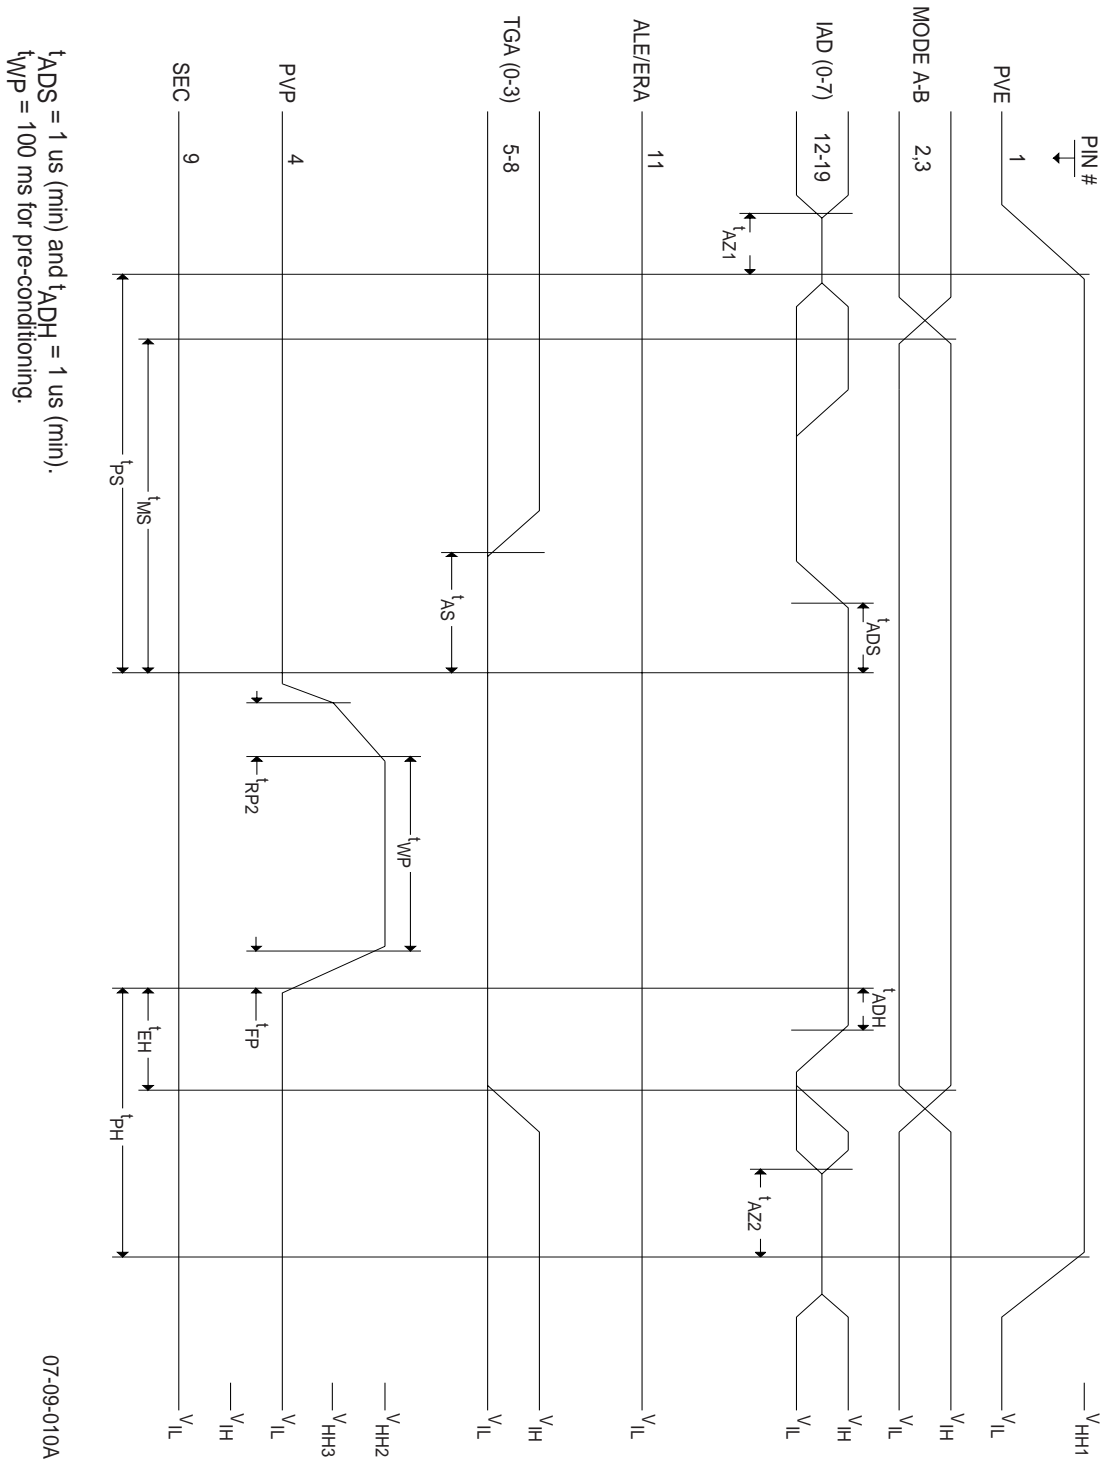 PIN #
PVE 1 VHH1 VIL
MODE A-B 2,3 VIH VIL
IAD (0-7) 12-19 VIH VIL
tAZ1 tADS tADH tAZ2
ALE/ERA 11 VIL
TGA (0-3) 5-8 VIH VIL
tAS tWP
PVP 4 VHH2 VHH3 VIL
tRP2 tFP
SEC 9 VIH VIL
tMS tEH
tPS tPH
tADS = 1 us (min) and tADH = 1 us (min).
tWP = 100 ms for pre-conditioning.
07-09-010A